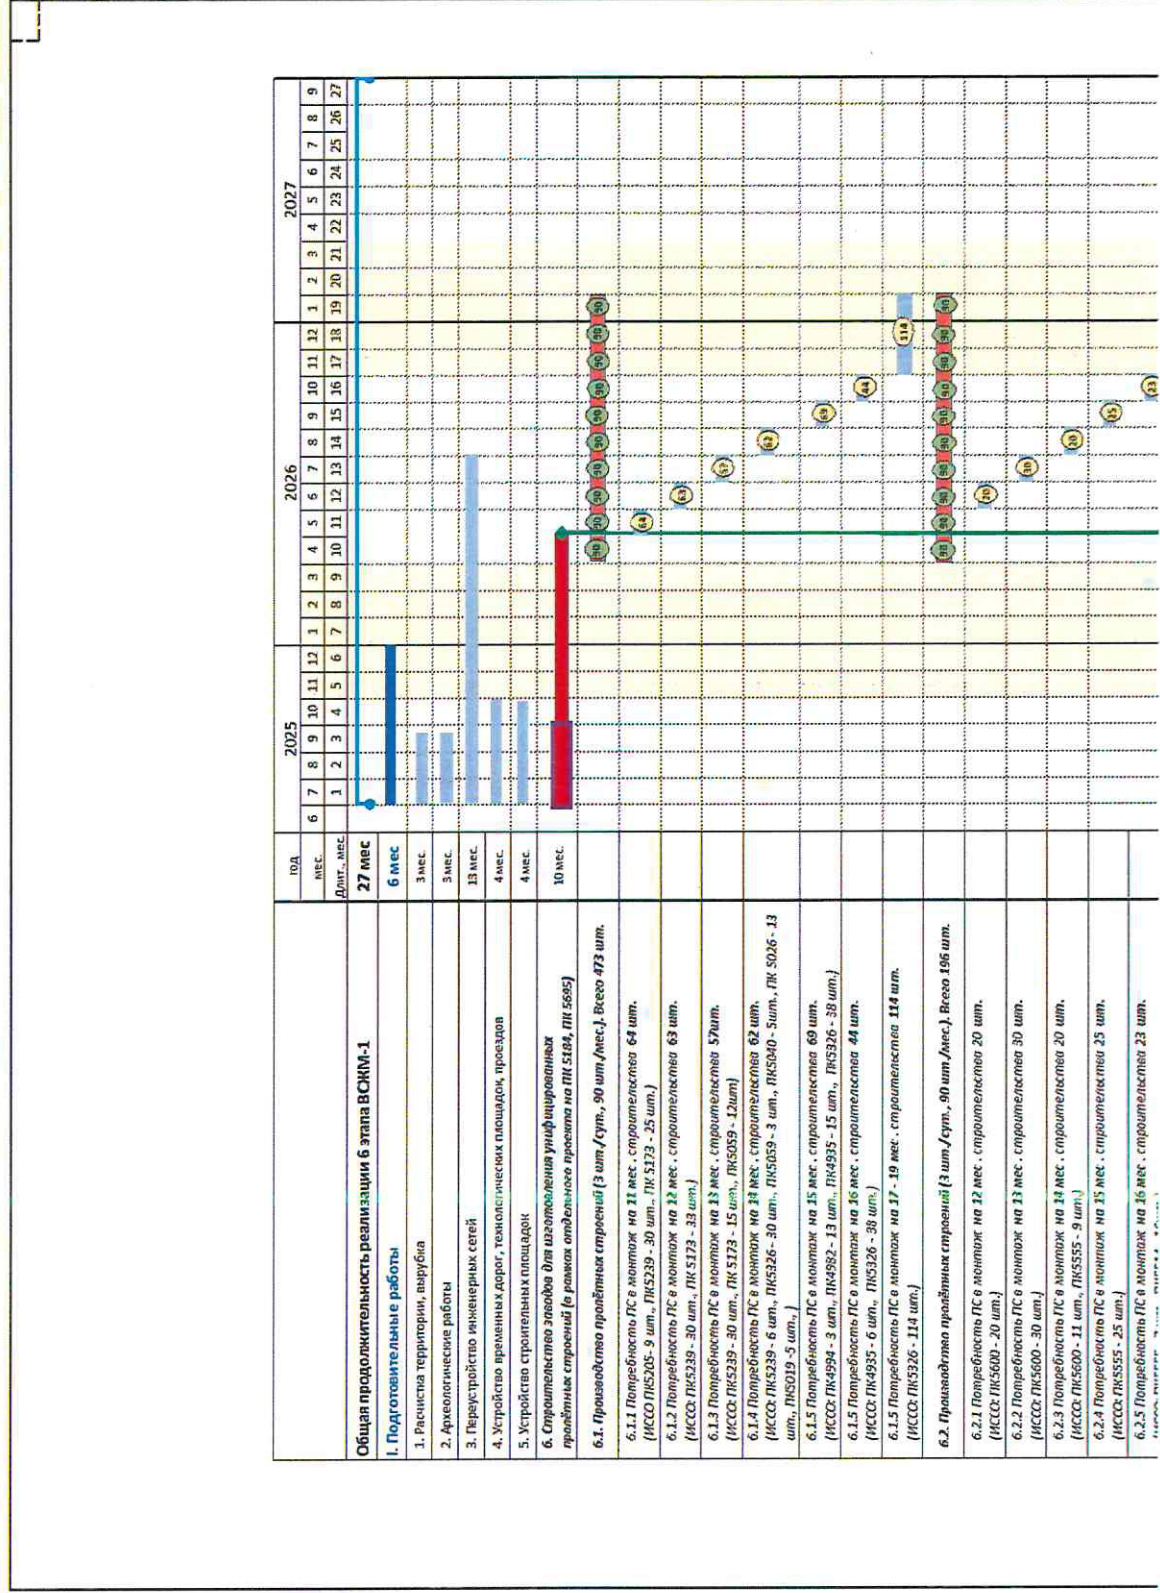 год 2025 2026 2027
мес. 6 7 8 9 10 11 12 1 2 3 4 5 6 7 8 9 10 11 12 1 2 3 4 5 6 7 8 9
Длит., мес. 1 2 3 4 5 6 7 8 9 10 11 12 13 14 15 16 17 18 19 20 21 22 23 24 25 26 27
Общая продолжительность реализации 6 этапа ВСЖМ-1 27 мес
I. Подготовительные работы 6 мес
1. Расчистка территории, вырубка 3 мес.
2. Археологические работы 3 мес.
3. Переустройство инженерных сетей 13 мес.
4. Устройство временных дорог, технологических площадок, проездов 4 мес.
5. Устройство строительных площадок 4 мес.
6. Строительство заводов для изготовления унифицированных
пролётных строений (в рамках отдельного проекта на ПК 5184, ПК 5695) 10 мес.
6.1. Производство пролётных строений (3 шт./сут., 90 шт./мес.). Всего 473 шт. 90 90 90 90 90 90 90 90 90 90
6.1.1 Потребность ПС в монтаж на 11 мес. строительства 64 шт. 64
(ИССО ПК5205- 9 шт., ПК5239 - 30 шт., ПК 5173 - 25 шт.)
6.1.2 Потребность ПС в монтаж на 12 мес . строительства 63 шт. 63
(ИССО: ПК5239 - 30 шт., ПК 5173 - 33 шт.)
6.1.3 Потребность ПС в монтаж на 13 мес . строительства 57шт. 57
(ИССО: ПК5239 - 30 шт., ПК 5173 - 15 шт., ПК5059 - 12шт)
6.1.4 Потребность ПС в монтаж на 14 мес . строительства 62 шт. 62
(ИССО: ПК5239 - 6 шт., ПК5326 - 30 шт., ПК5059 - 3 шт., ПК5040 - 5шт., ПК 5026 - 13
шт., ПК5019 -5 шт., )
6.1.5 Потребность ПС в монтаж на 15 мес . строительства 69 шт. 69
(ИССО: ПК4994 - 3 шт., ПК4982 - 13 шт., ПК4935 - 15 шт., ПК5326 - 38 шт.)
6.1.5 Потребность ПС в монтаж на 16 мес . строительства 44 шт. 44
(ИССО: ПК4935 - 6 шт., ПК5326 - 38 шт.)
6.1.5 Потребность ПС в монтаж на 17 - 19 мес . строительства 114 шт. 114
(ИССО: ПК5326 - 114 шт.)
6.2. Производство пролётных строений (3 шт./сут., 90 шт./мес.). Всего 196 шт. 90 90 90 90 90 90 90 90 90 90
6.2.1 Потребность ПС в монтаж на 12 мес . строительства 20 шт. 20
(ИССО: ПК5600 - 20 шт.)
6.2.2 Потребность ПС в монтаж на 13 мес . строительства 30 шт. 30
(ИССО: ПК5600 - 30 шт.)
6.2.3 Потребность ПС в монтаж на 14 мес . строительства 20 шт. 20
(ИССО: ПК5600 - 11 шт., ПК5555 - 9 шт.)
6.2.4 Потребность ПС в монтаж на 15 мес . строительства 25 шт. 25
(ИССО: ПК5555 - 25 шт.)
6.2.5 Потребность ПС в монтаж на 16 мес . строительства 23 шт. 23